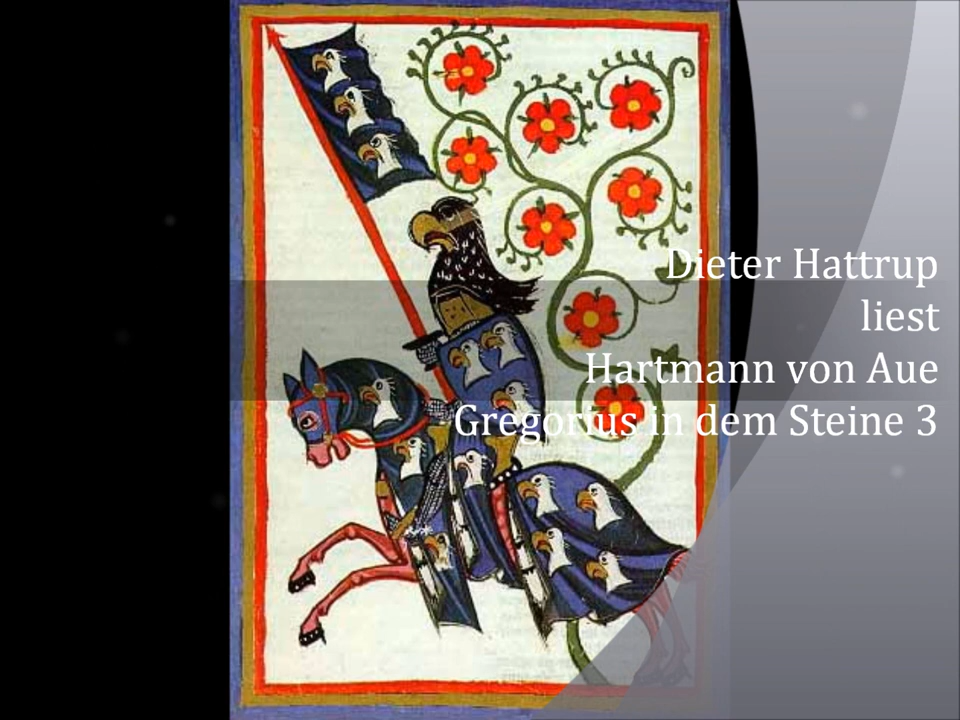 Dieter Hattrup
liest
Hartmann von Aue
Gregorius in dem Steine 3